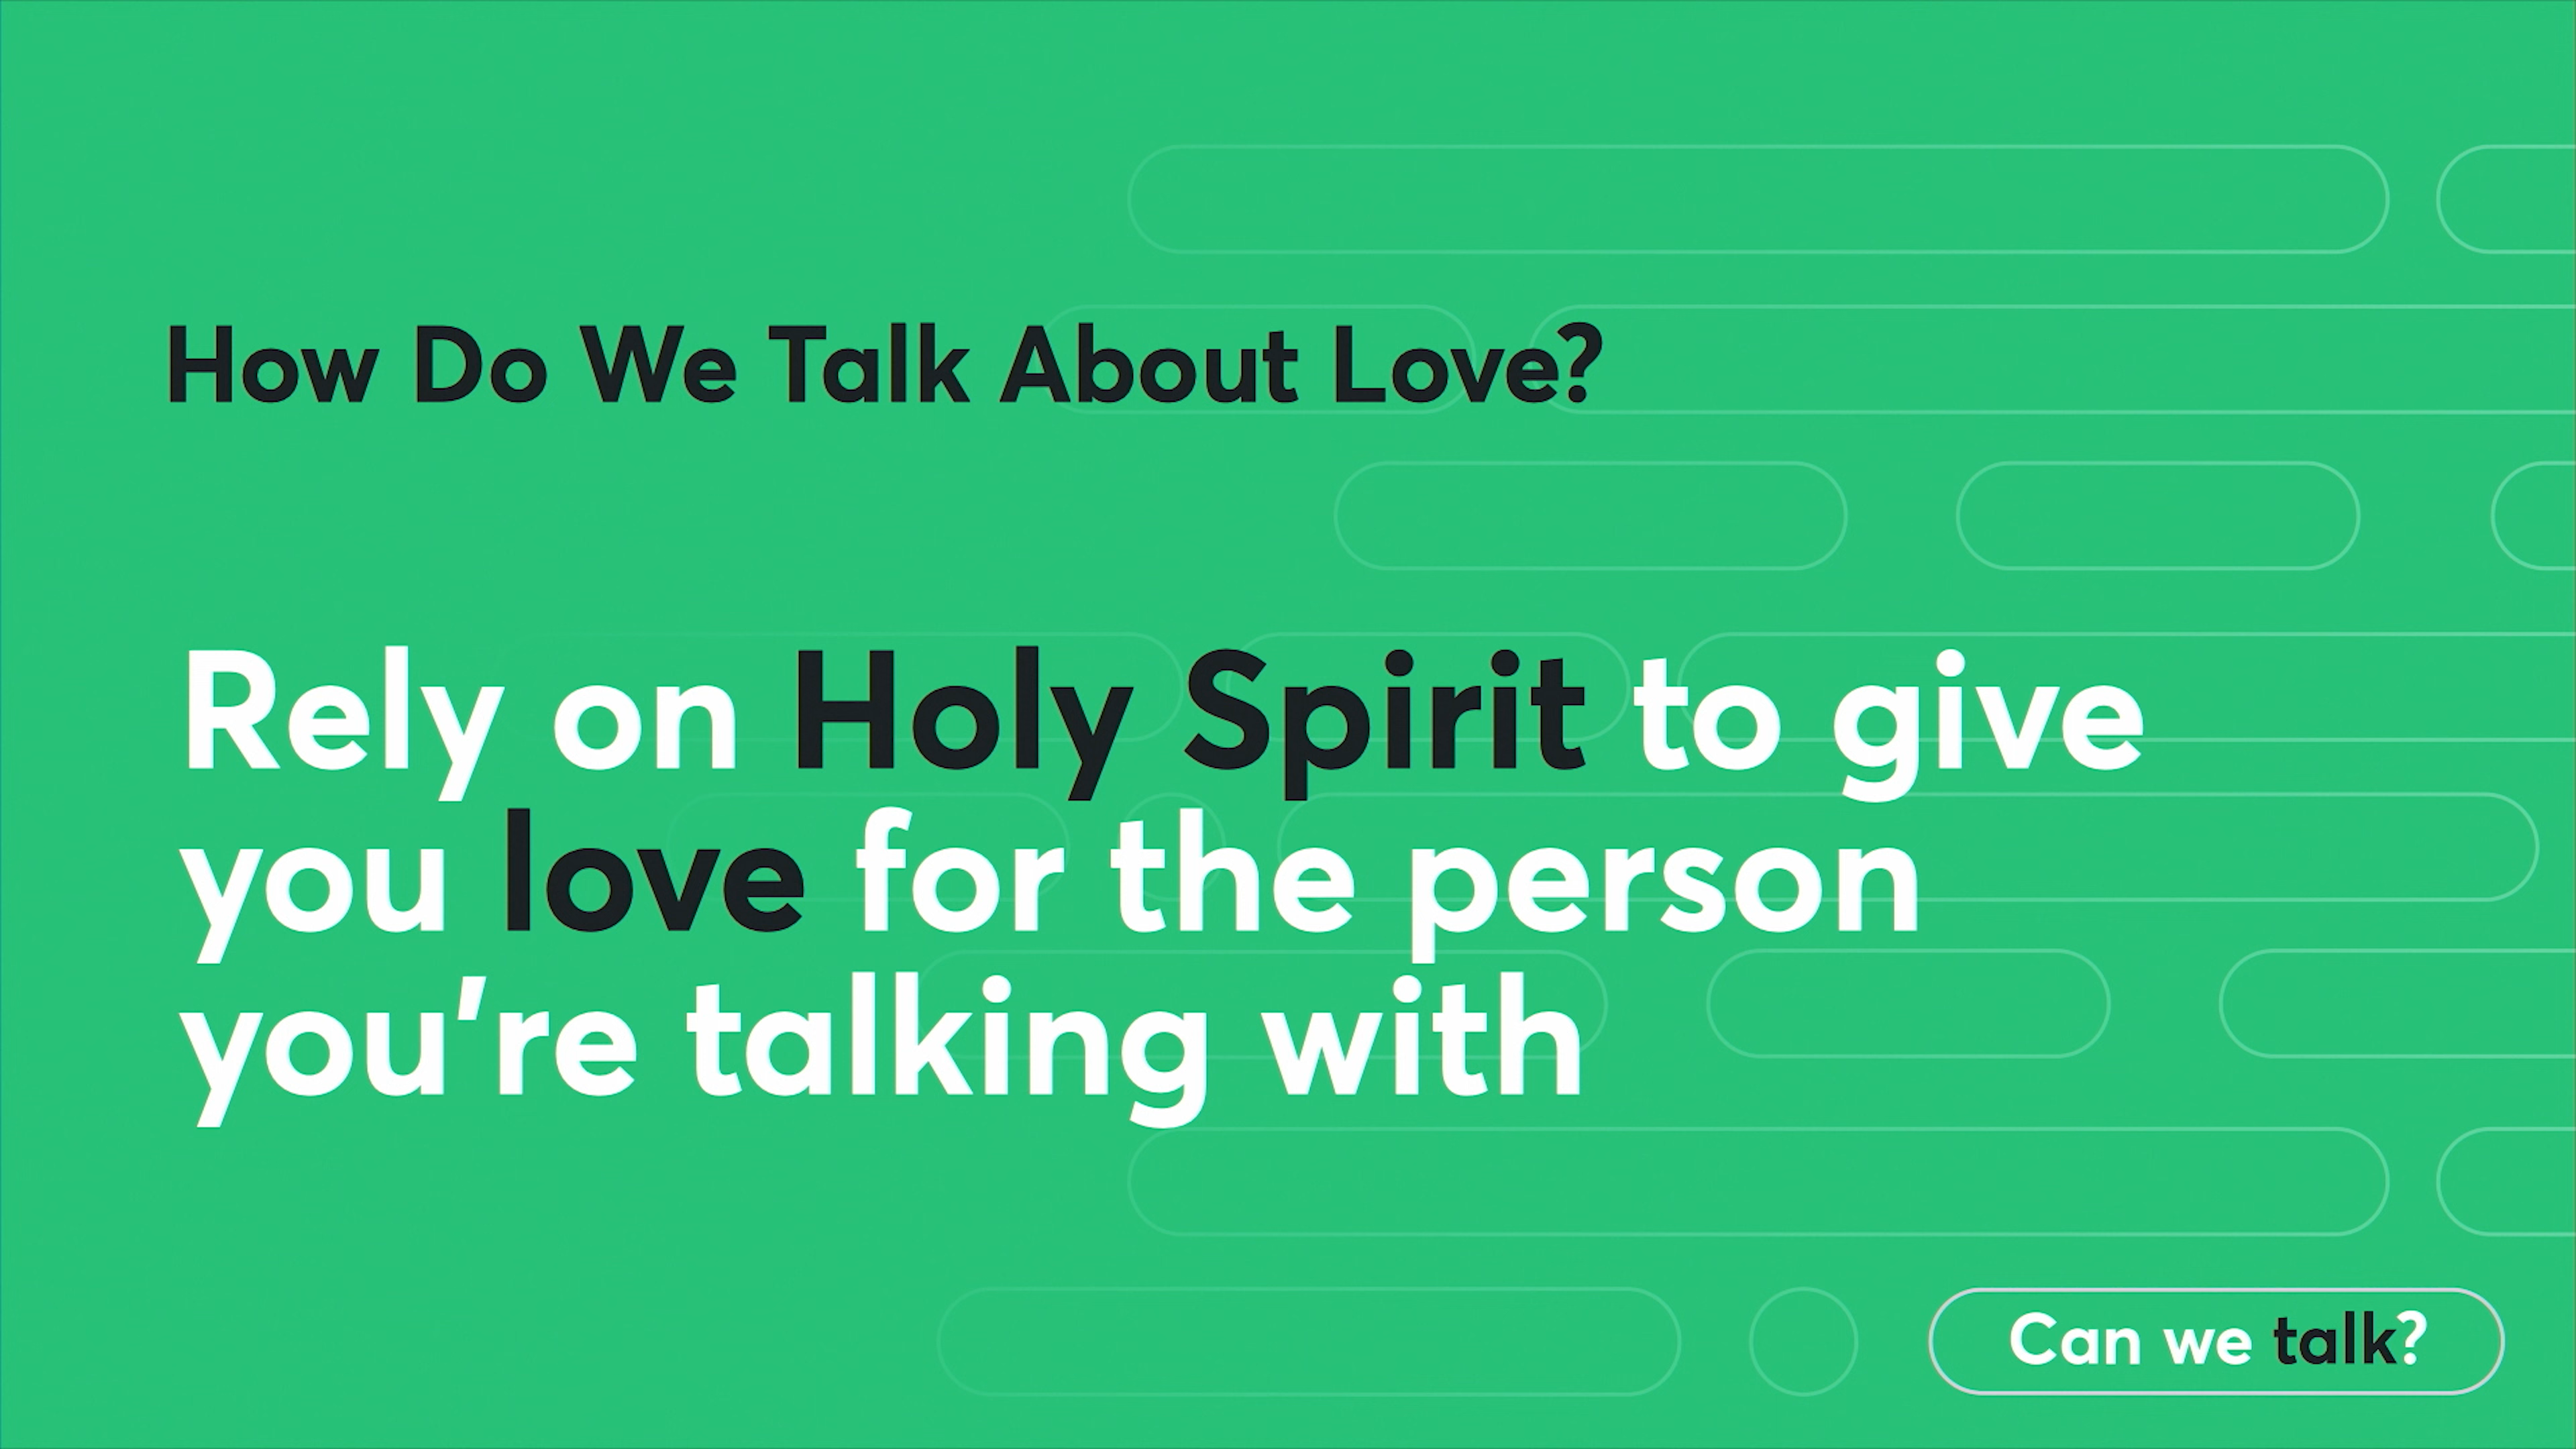 How Do We Talk About Love?
Rely on Holy Spirit to give
you love for the person
you're talking with
Can we talk?